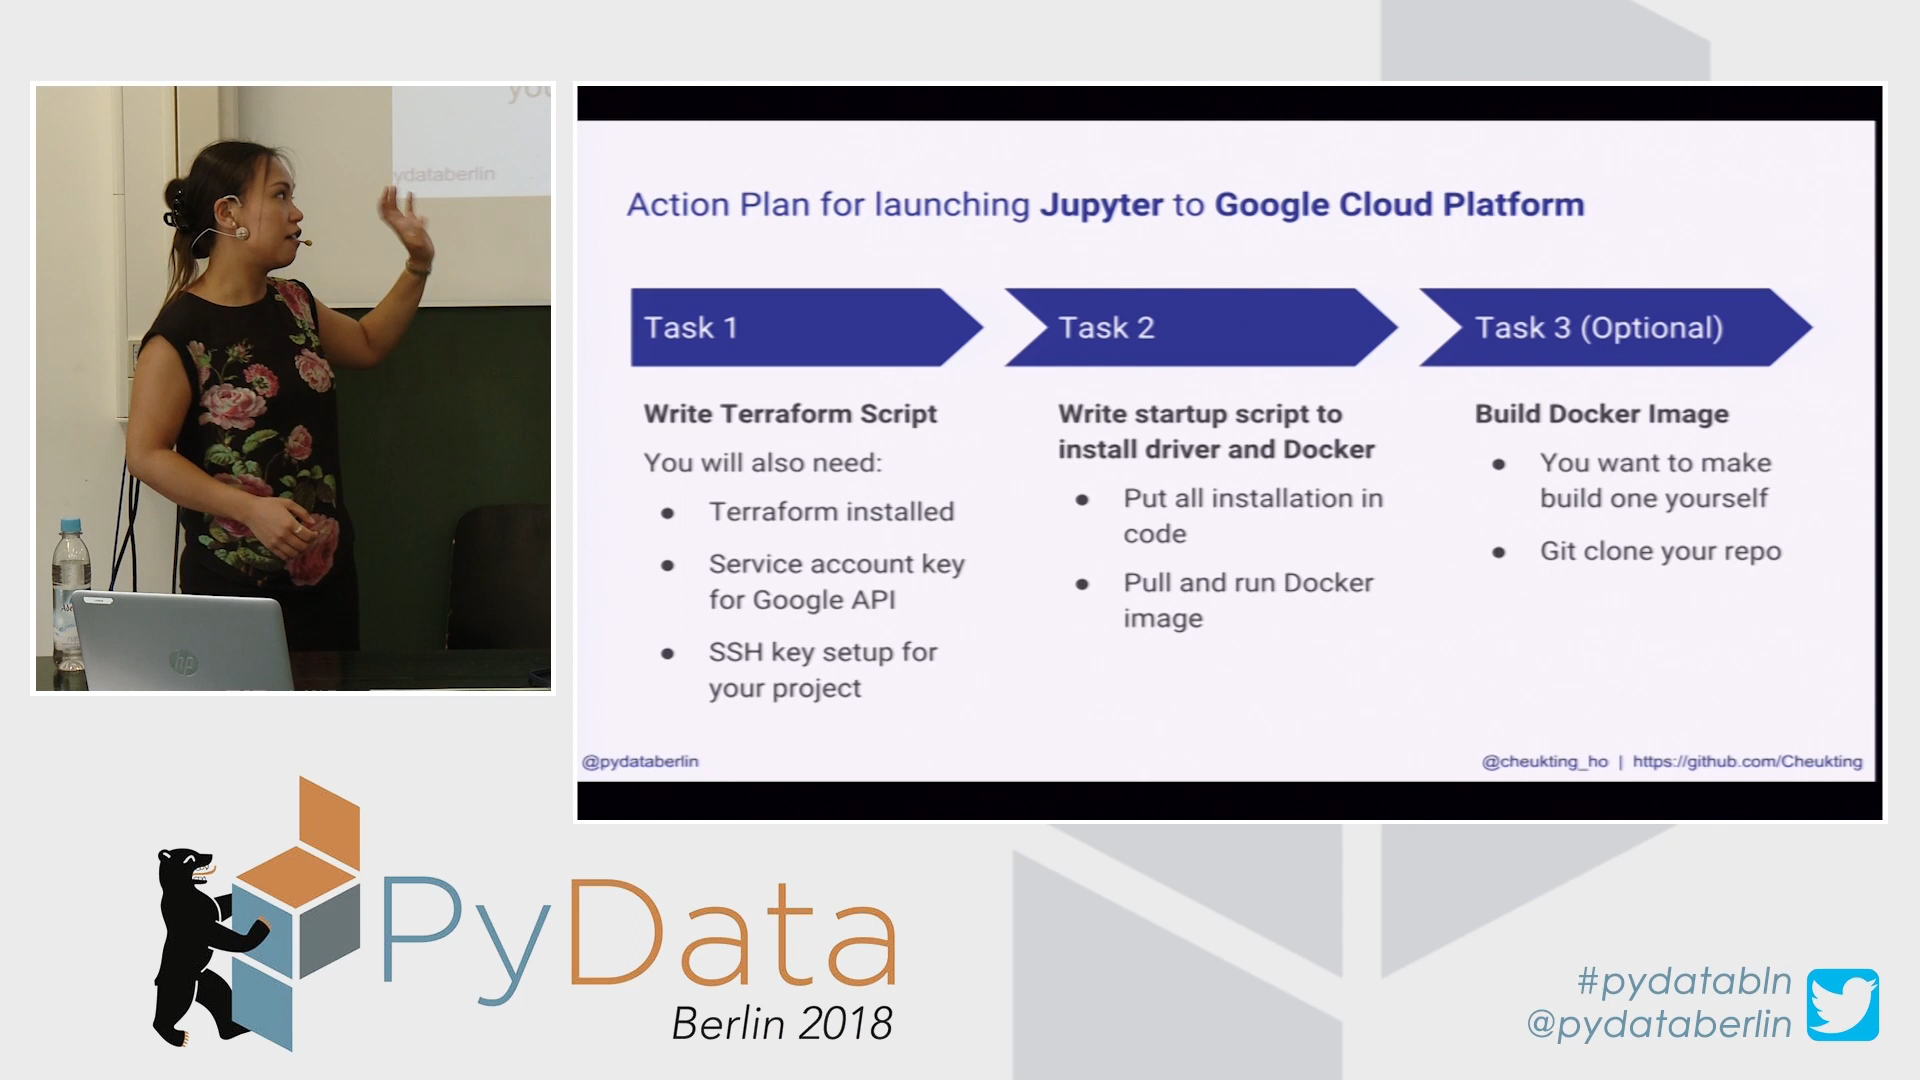 ydataberlin
hp
Action Plan for launching Jupyter to Google Cloud Platform
Task 1
Write Terraform Script
You will also need:
● Terraform installed
● Service account key
for Google API
● SSH key setup for
your project
Task 2
Write startup script to
install driver and Docker
● Put all installation in
code
● Pull and run Docker
image
Task 3 (Optional)
Build Docker Image
● You want to make
build one yourself
● Git clone your repo
@pydataberlin
@cheukting_ho | https://github.com/Cheukting
PyData
Berlin 2018
#pydatabln
@pydataberlin